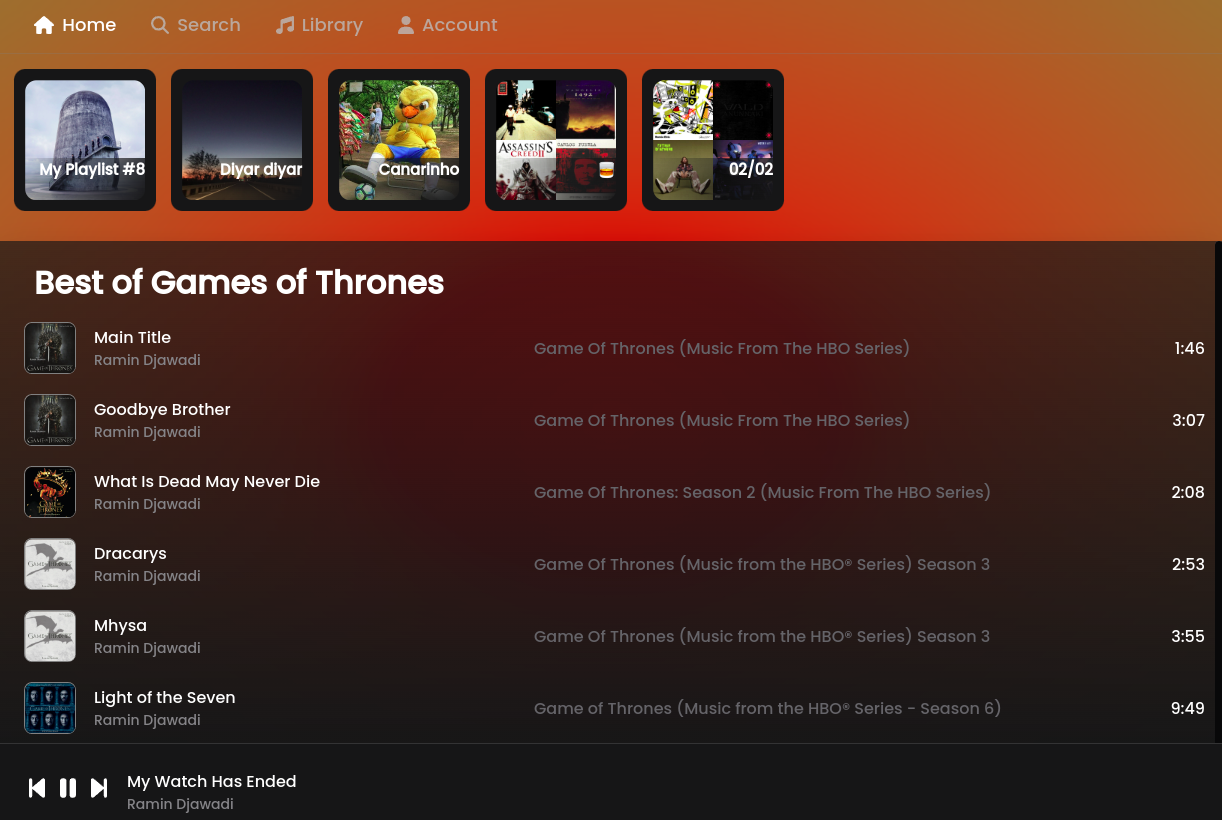 Home Search Library Account
My Playlist #8
Diyar diyar
Canarinho
1492
ASSASSIN'S
CREED II
CARLOS PUEBLA
02/02
Best of Games of Thrones
Main Title
Ramin Djawadi
Game Of Thrones (Music From The HBO Series)
1:46
Goodbye Brother
Ramin Djawadi
Game Of Thrones (Music From The HBO Series)
3:07
What Is Dead May Never Die
Ramin Djawadi
Game Of Thrones: Season 2 (Music From The HBO Series)
2:08
Dracarys
Ramin Djawadi
Game Of Thrones (Music from the HBO® Series) Season 3
2:53
Mhysa
Ramin Djawadi
Game Of Thrones (Music from the HBO® Series) Season 3
3:55
Light of the Seven
Ramin Djawadi
Game of Thrones (Music from the HBO® Series - Season 6)
9:49
My Watch Has Ended
Ramin Djawadi